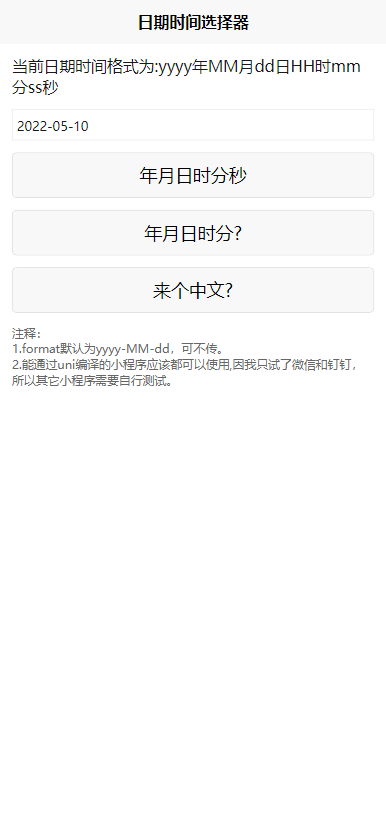 日期时间选择器
当前日期时间格式为:yyyy年MM月dd日HH时mm
分ss秒
2022-05-10
年月日时分秒
年月日时分?
来个中文?
注释：
1.format默认为yyyy-MM-dd，可不传。
2.能通过uni编译的小程序应该都可以使用,因我只试了微信和钉钉，
所以其它小程序需要自行测试。